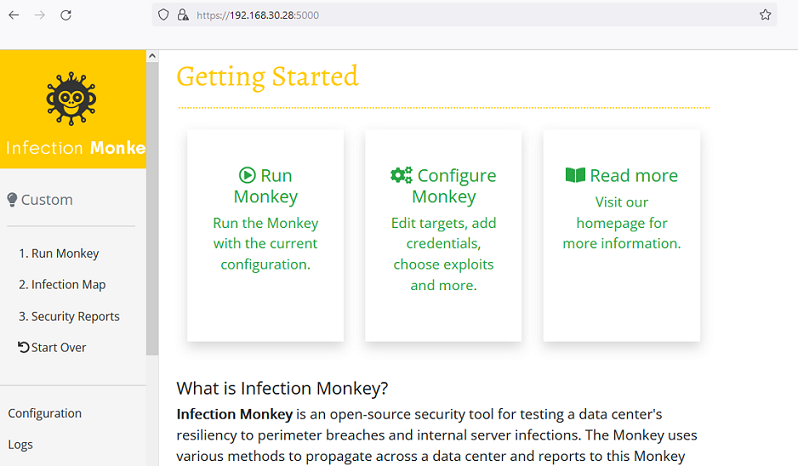 https://192.168.30.28:5000
Infection Monke
Custom
1. Run Monkey
2. Infection Map
3. Security Reports
Start Over
Configuration
Logs
Getting Started
Run
Monkey
Run the Monkey
with the current
configuration.
Configure
Monkey
Edit targets, add
credentials,
choose exploits
and more.
Read more
Visit our
homepage for
more information.
What is Infection Monkey?
Infection Monkey is an open-source security tool for testing a data center's
resiliency to perimeter breaches and internal server infections. The Monkey uses
various methods to propagate across a data center and reports to this Monkey